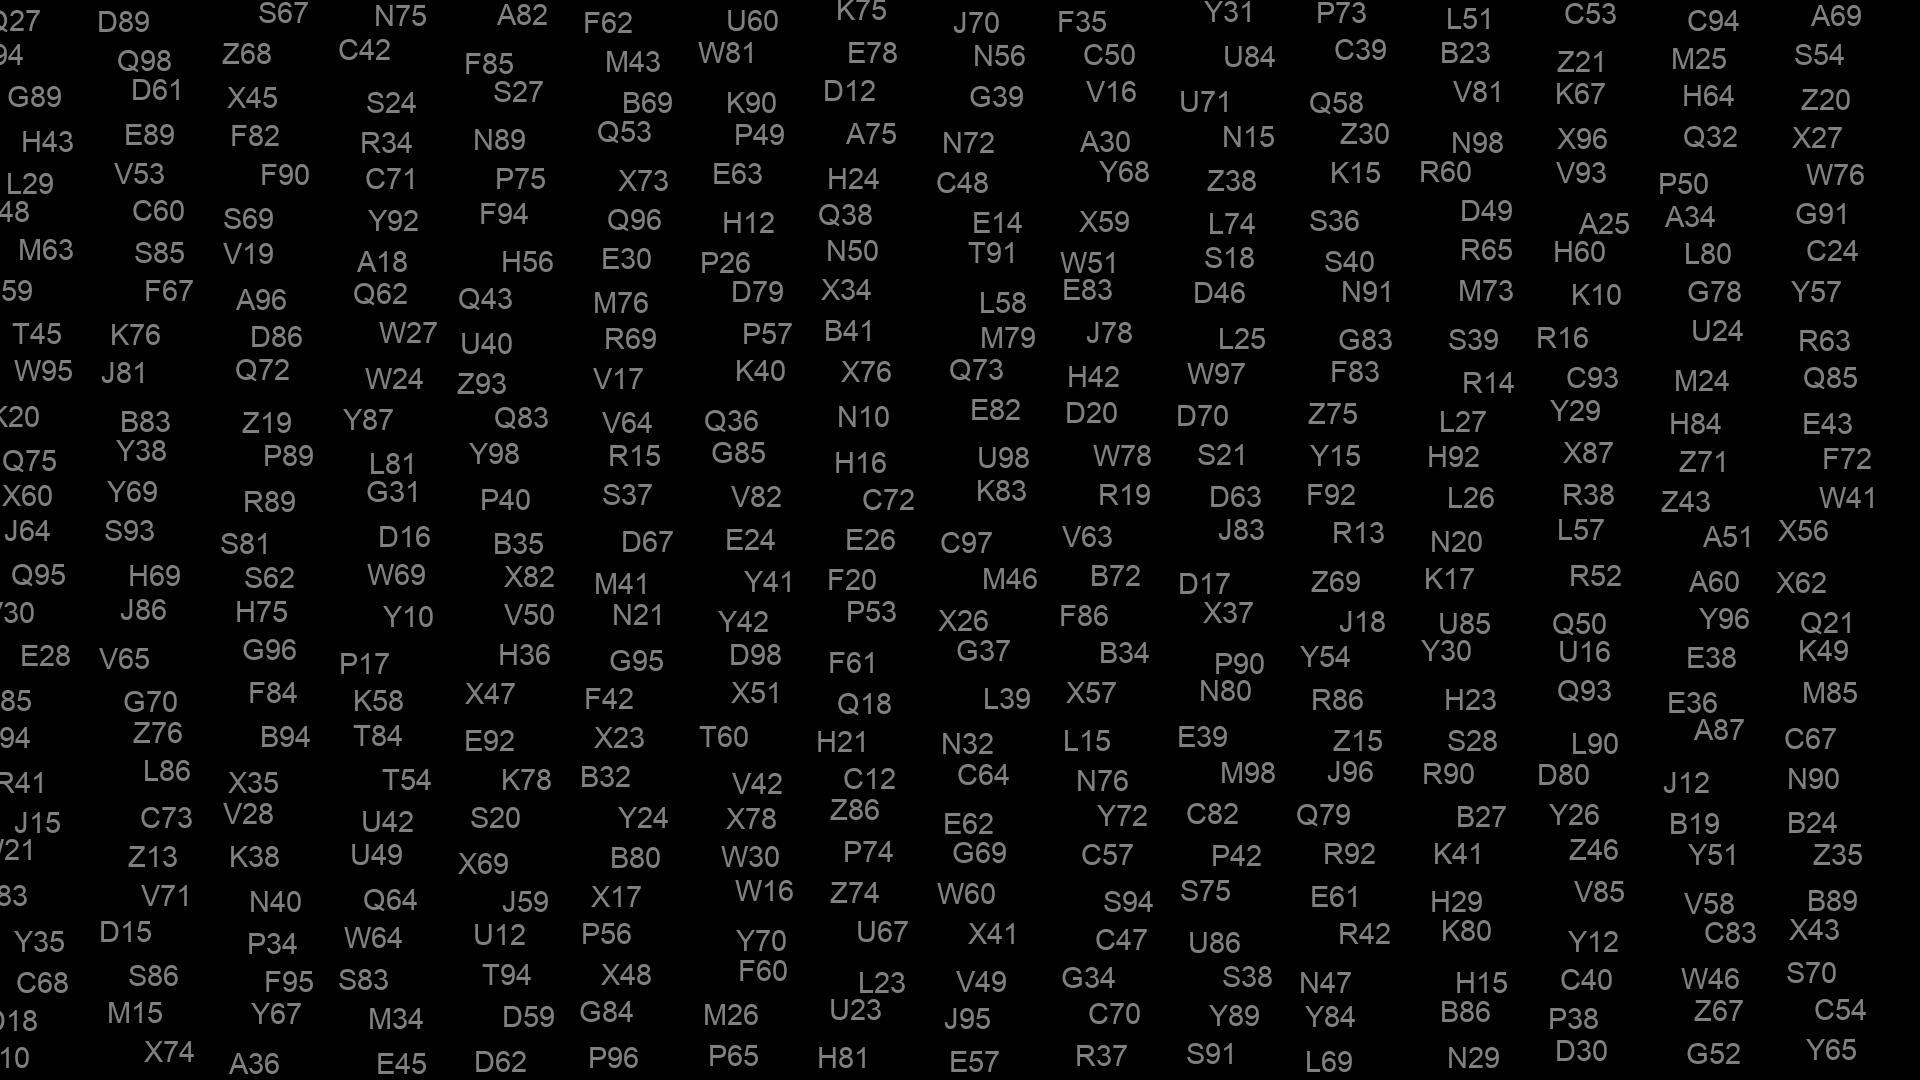 Q27 D89 S67 N75 A82 F62 U60 K75 J70 F35 Y31 P73 L51 C53 C94 A69
94 Q98 Z68 C42 F85 M43 W81 E78 N56 C50 U84 C39 B23 Z21 M25 S54
G89 D61 X45 S24 S27 B69 K90 D12 G39 V16 U71 Q58 V81 K67 H64 Z20
H43 E89 F82 R34 N89 Q53 P49 A75 N72 A30 N15 Z30 N98 X96 Q32 X27
L29 V53 F90 C71 P75 X73 E63 H24 C48 Y68 Z38 K15 R60 V93 P50 W76
48 C60 S69 Y92 F94 Q96 H12 Q38 E14 X59 L74 S36 D49 A25 A34 G91
M63 S85 V19 A18 H56 E30 P26 N50 T91 W51 S18 S40 R65 H60 L80 C24
59 F67 A96 Q62 Q43 M76 D79 X34 L58 E83 D46 N91 M73 K10 G78 Y57
T45 K76 D86 W27 U40 R69 P57 B41 M79 J78 L25 G83 S39 R16 U24 R63
W95 J81 Q72 W24 Z93 V17 K40 X76 Q73 H42 W97 F83 R14 C93 M24 Q85
K20 B83 Z19 Y87 Q83 V64 Q36 N10 E82 D20 D70 Z75 L27 Y29 H84 E43
Q75 Y38 P89 L81 Y98 R15 G85 H16 U98 W78 S21 Y15 H92 X87 Z71 F72
X60 Y69 R89 G31 P40 S37 V82 C72 K83 R19 D63 F92 L26 R38 Z43 W41
J64 S93 S81 D16 B35 D67 E24 E26 C97 V63 J83 R13 N20 L57 A51 X56
Q95 H69 S62 W69 X82 M41 Y41 F20 M46 B72 D17 Z69 K17 R52 A60 X62
30 J86 H75 Y10 V50 N21 Y42 P53 X26 F86 X37 J18 U85 Q50 Y96 Q21
E28 V65 G96 P17 H36 G95 D98 F61 G37 B34 P90 Y54 Y30 U16 E38 K49
85 G70 F84 K58 X47 F42 X51 Q18 L39 X57 N80 R86 H23 Q93 E36 M85
94 Z76 B94 T84 E92 X23 T60 H21 N32 L15 E39 Z15 S28 L90 A87 C67
R41 L86 X35 T54 K78 B32 V42 C12 C64 N76 M98 J96 R90 D80 J12 N90
J15 C73 V28 U42 S20 Y24 X78 Z86 E62 Y72 C82 Q79 B27 Y26 B19 B24
21 Z13 K38 U49 X69 B80 W30 P74 G69 C57 P42 R92 K41 Z46 Y51 Z35
83 V71 N40 Q64 J59 X17 W16 Z74 W60 S94 S75 E61 H29 V85 V58 B89
Y35 D15 P34 W64 U12 P56 Y70 U67 X41 C47 U86 R42 K80 Y12 C83 X43
C68 S86 F95 S83 T94 X48 F60 L23 V49 G34 S38 N47 H15 C40 W46 S70
18 M15 Y67 M34 D59 G84 M26 U23 J95 C70 Y89 Y84 B86 P38 Z67 C54
10 X74 A36 E45 D62 P96 P65 H81 E57 R37 S91 L69 N29 D30 G52 Y65